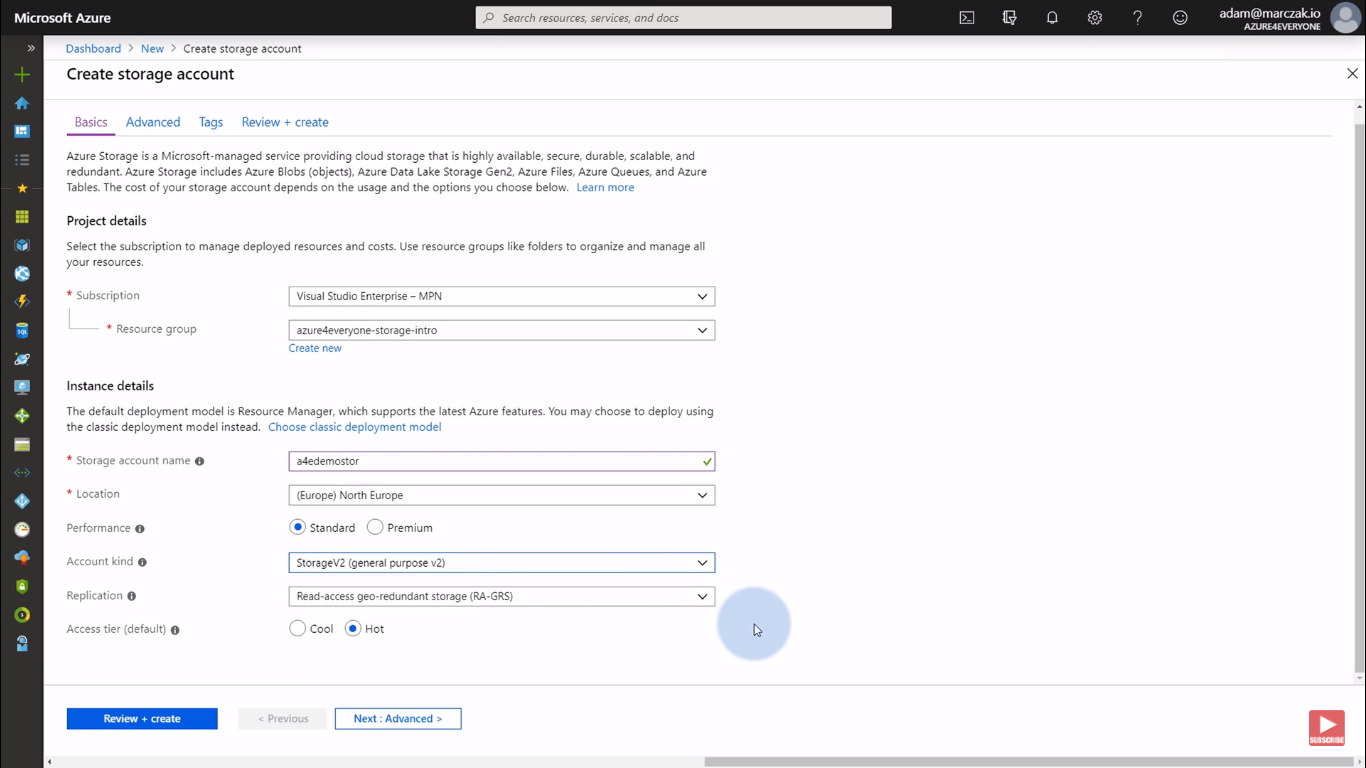 Microsoft Azure
Search resources, services, and docs
adam@marczak.io
AZURE4EVERYONE
Dashboard > New > Create storage account
Create storage account
Basics Advanced Tags Review + create
Azure Storage is a Microsoft-managed service providing cloud storage that is highly available, secure, durable, scalable, and
redundant. Azure Storage includes Azure Blobs (objects), Azure Data Lake Storage Gen2, Azure Files, Azure Queues, and Azure
Tables. The cost of your storage account depends on the usage and the options you choose below. Learn more
Project details
Select the subscription to manage deployed resources and costs. Use resource groups like folders to organize and manage all
your resources.
* Subscription Visual Studio Enterprise – MPN
* Resource group azure4everyone-storage-intro
Create new
Instance details
The default deployment model is Resource Manager, which supports the latest Azure features. You may choose to deploy using
the classic deployment model instead. Choose classic deployment model
* Storage account name a4edemostor
* Location (Europe) North Europe
Performance Standard Premium
Account kind StorageV2 (general purpose v2)
Replication Read-access geo-redundant storage (RA-GRS)
Access tier (default) Cool Hot
Review + create < Previous Next : Advanced >
SUBSCRIBE